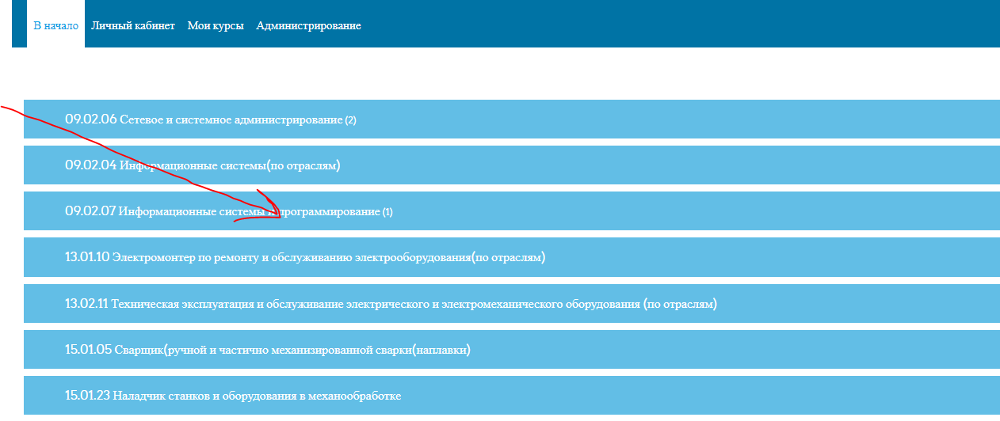 В начало Личный кабинет Мои курсы Администрирование
09.02.06 Сетевое и системное администрирование (2)
09.02.04 Информационные системы(по отраслям)
09.02.07 Информационные системы и программирование (1)
13.01.10 Электромонтер по ремонту и обслуживанию электрооборудования(по отраслям)
13.02.11 Техническая эксплуатация и обслуживание электрического и электромеханического оборудования (по отраслям)
15.01.05 Сварщик(ручной и частично механизированной сварки(наплавки)
15.01.23 Наладчик станков и оборудования в механообработке